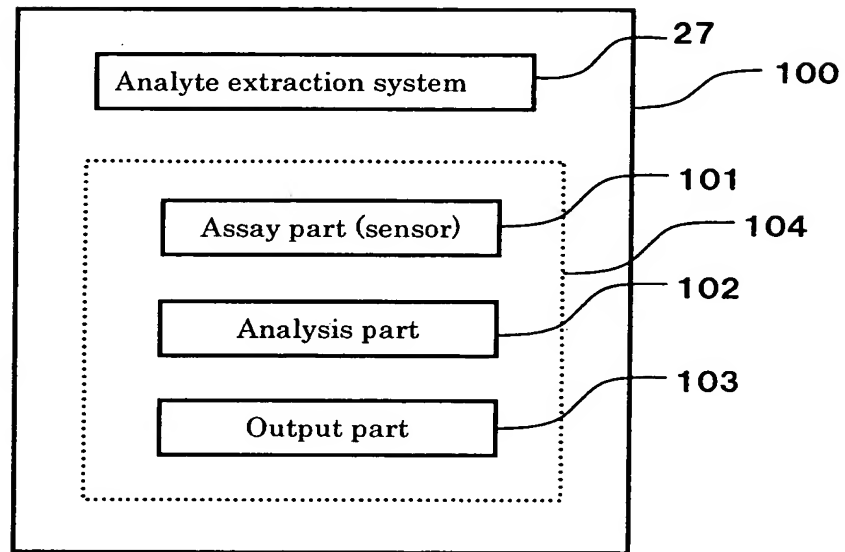 27
Analyte extraction system
100
101
Assay part (sensor)
104
102
Analysis part
103
Output part